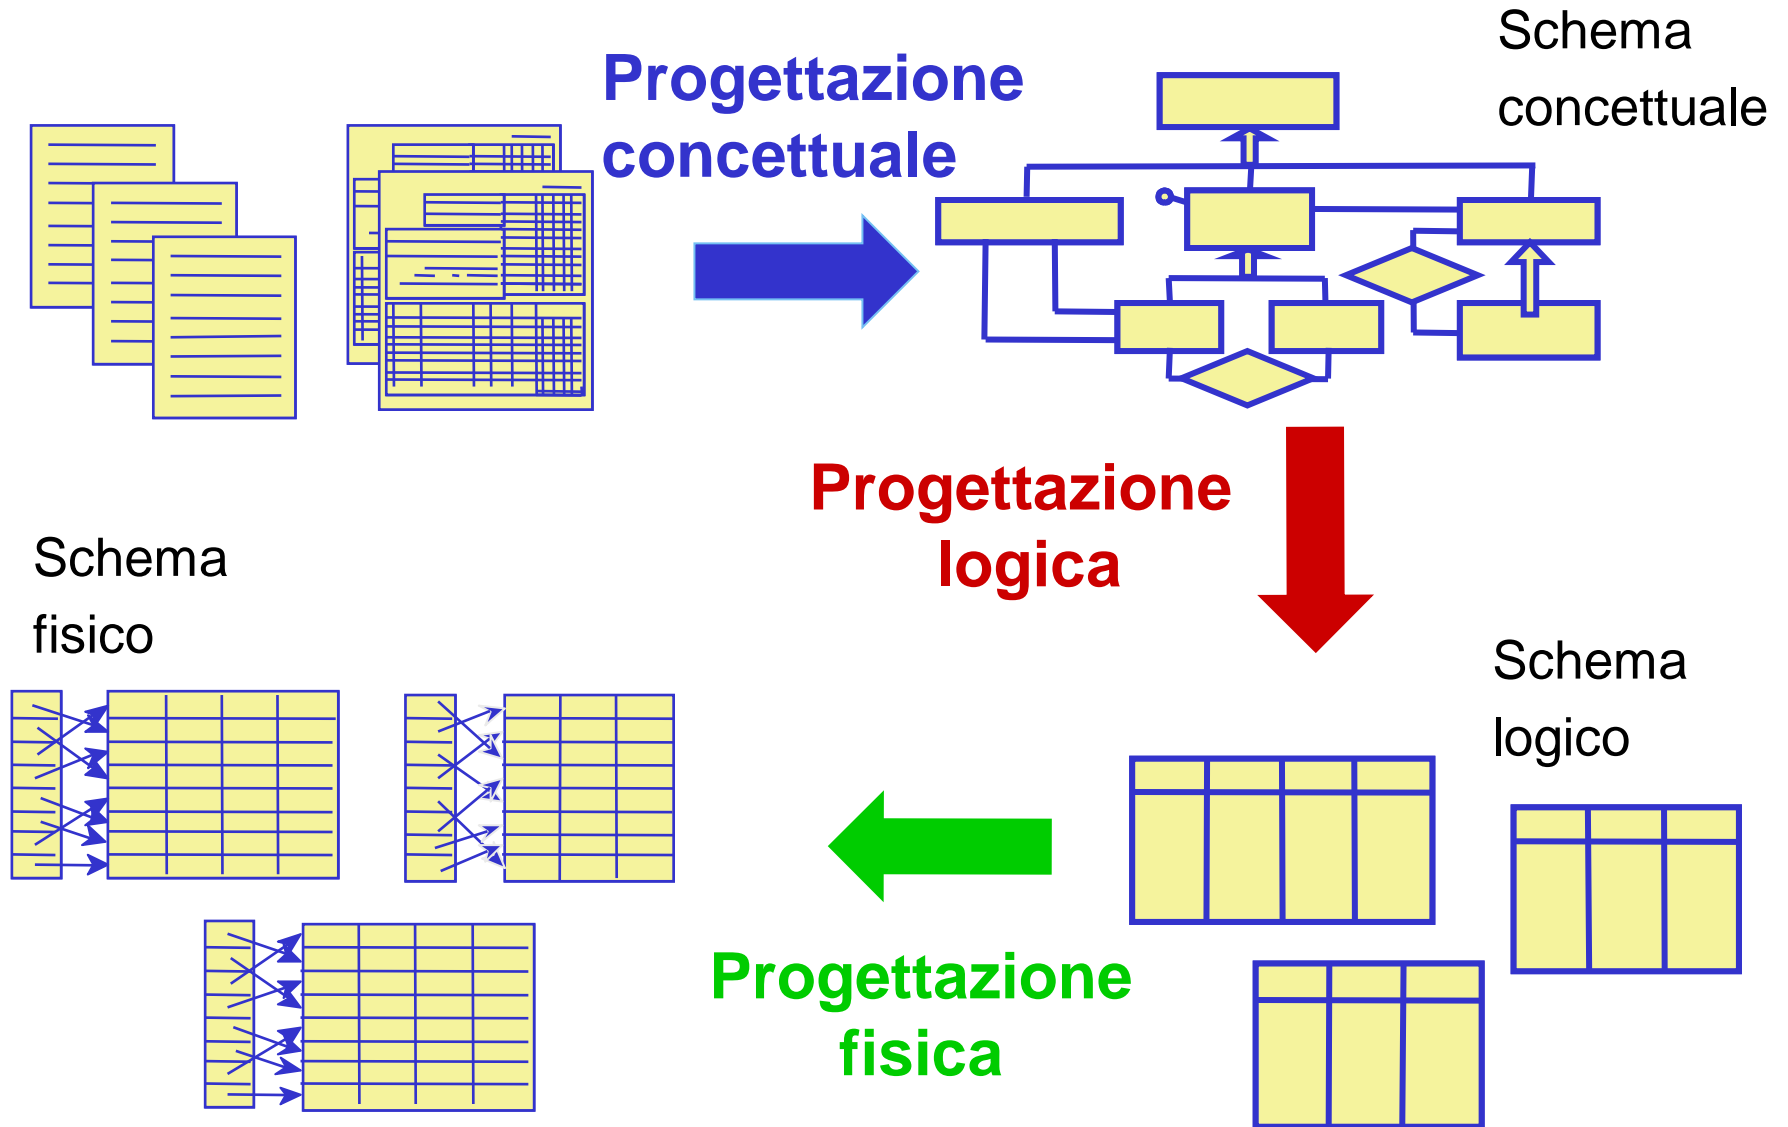 Progettazione
concettuale
Schema
concettuale
Progettazione
logica
Schema
fisico
Schema
logico
Progettazione
fisica